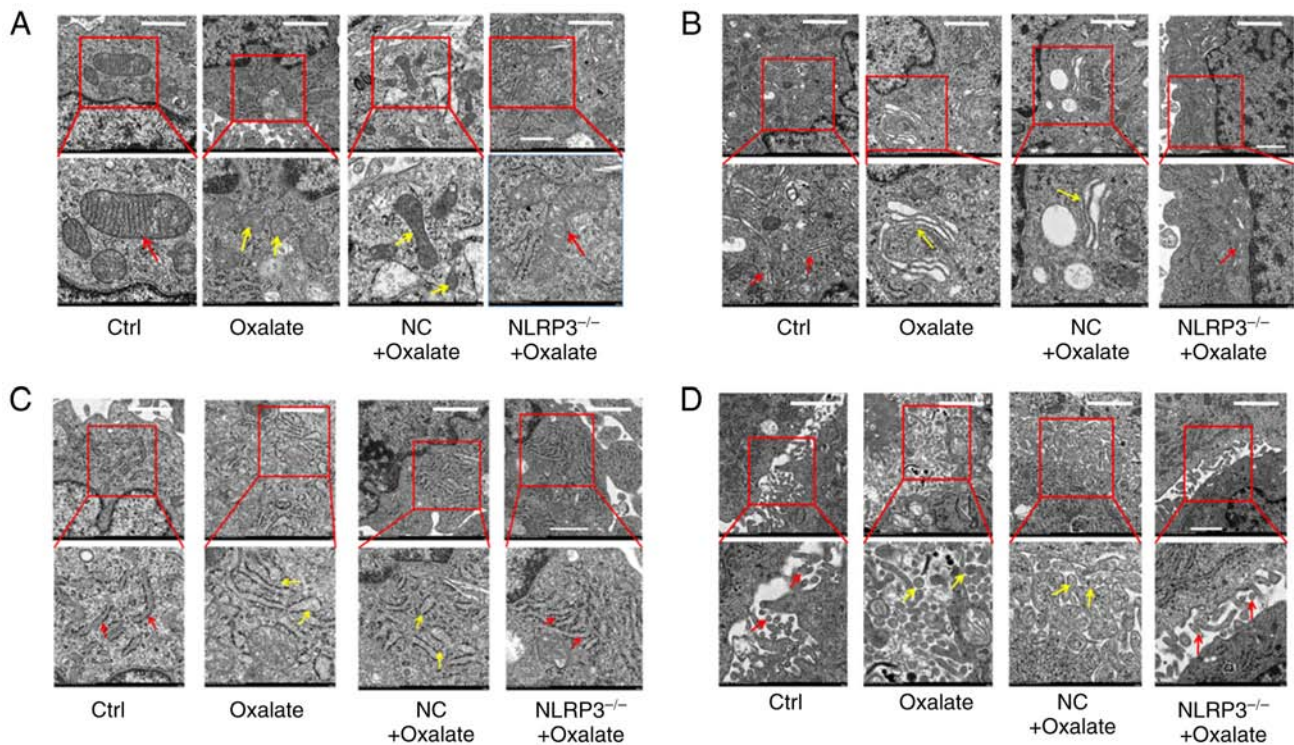 A
Ctrl
Oxalate
NC
+Oxalate
NLRP3−/−
+Oxalate
B
Ctrl
Oxalate
NC
+Oxalate
NLRP3−/−
+Oxalate
C
Ctrl
Oxalate
NC
+Oxalate
NLRP3−/−
+Oxalate
D
Ctrl
Oxalate
NC
+Oxalate
NLRP3−/−
+Oxalate